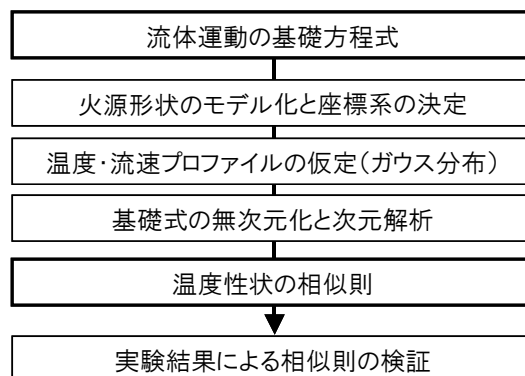 流体運動の基礎方程式
火源形状のモデル化と座標系の決定
温度・流速プロファイルの仮定（ガウス分布）
基礎式の無次元化と次元解析
温度性状の相似則
実験結果による相似則の検証